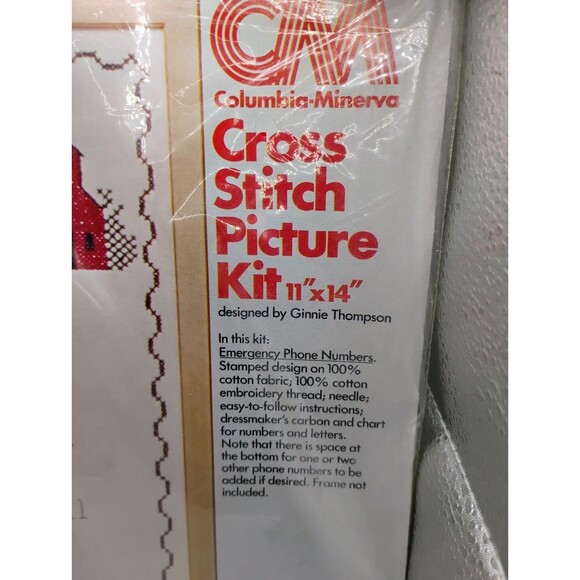 CM
Columbia-Minerva
Cross
Stitch
Picture
Kit 11"x14"
designed by Ginnie Thompson
In this kit:
Emergency Phone Numbers.
Stamped design on 100%
cotton fabric; 100% cotton
embroidery thread; needle;
easy-to-follow instructions;
dressmaker's carbon and chart
for numbers and letters.
Note that there is space at
the bottom for one or two
other phone numbers to be
added if desired. Frame not
included.